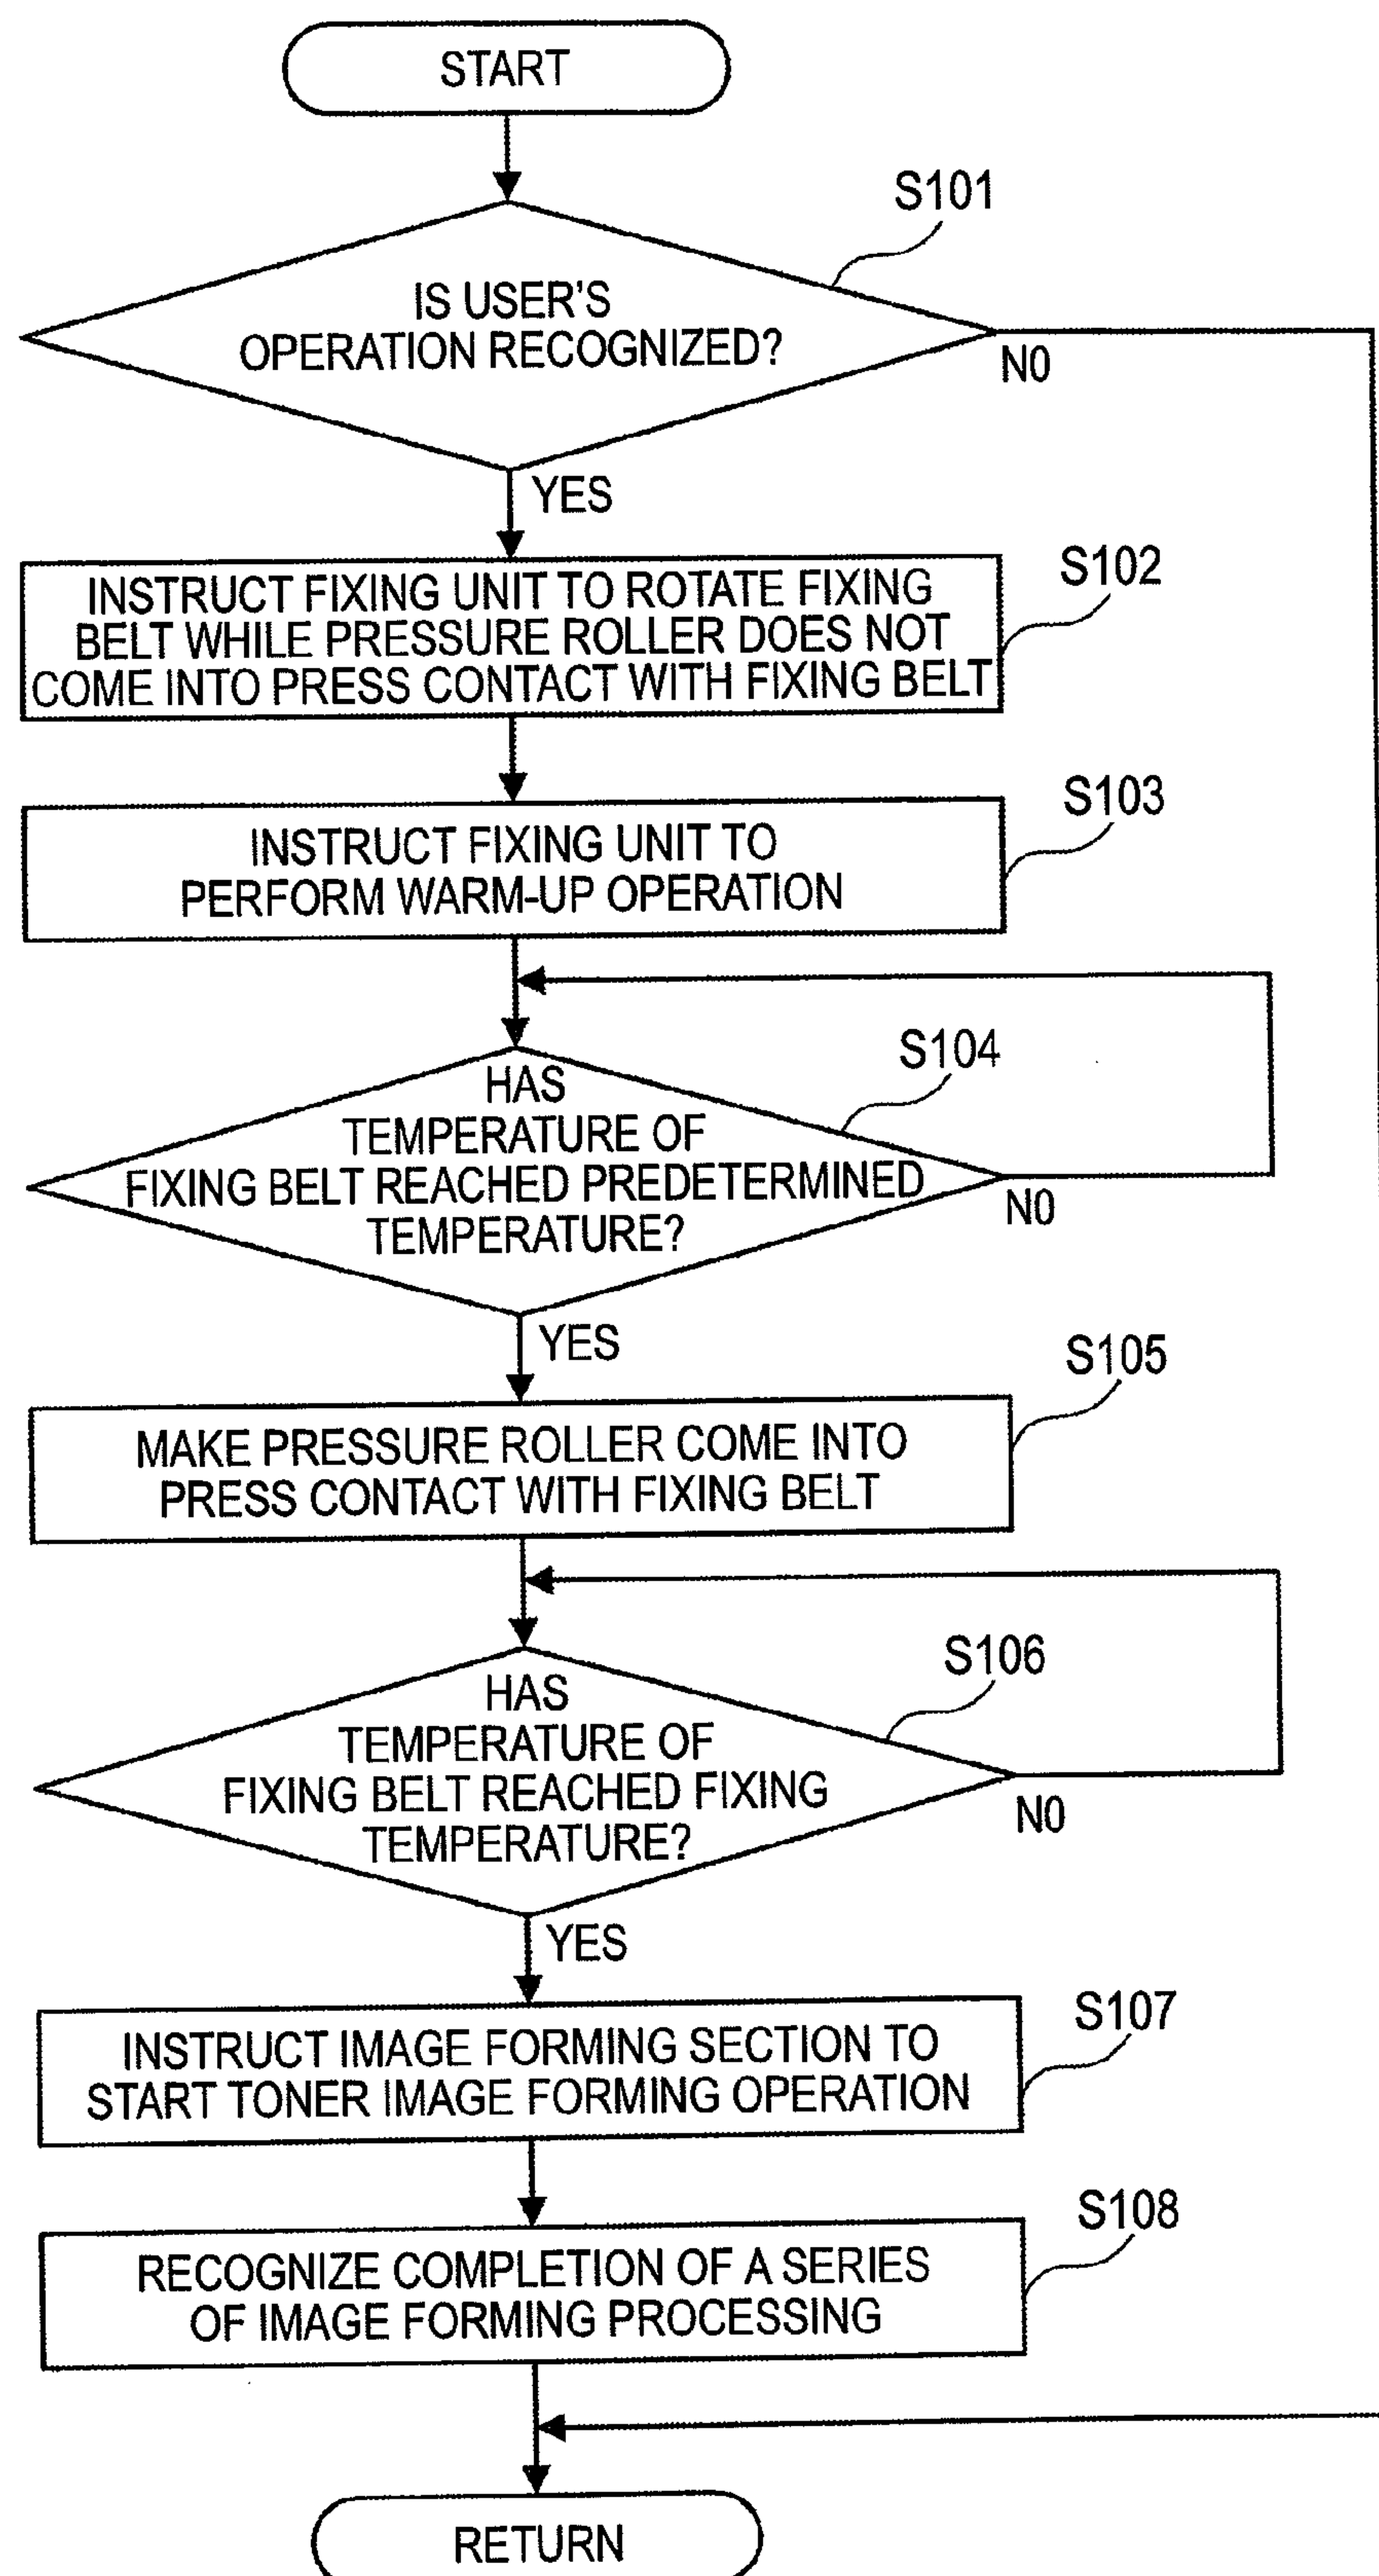 START
S101
IS USER'S
OPERATION RECOGNIZED?
NO
YES
S102
INSTRUCT FIXING UNIT TO ROTATE FIXING
BELT WHILE PRESSURE ROLLER DOES NOT
COME INTO PRESS CONTACT WITH FIXING BELT
S103
INSTRUCT FIXING UNIT TO
PERFORM WARM-UP OPERATION
S104
HAS
TEMPERATURE OF
FIXING BELT REACHED PREDETERMINED
TEMPERATURE?
NO
YES
S105
MAKE PRESSURE ROLLER COME INTO
PRESS CONTACT WITH FIXING BELT
S106
HAS
TEMPERATURE OF
FIXING BELT REACHED FIXING
TEMPERATURE?
NO
YES
S107
INSTRUCT IMAGE FORMING SECTION TO
START TONER IMAGE FORMING OPERATION
S108
RECOGNIZE COMPLETION OF A SERIES
OF IMAGE FORMING PROCESSING
RETURN